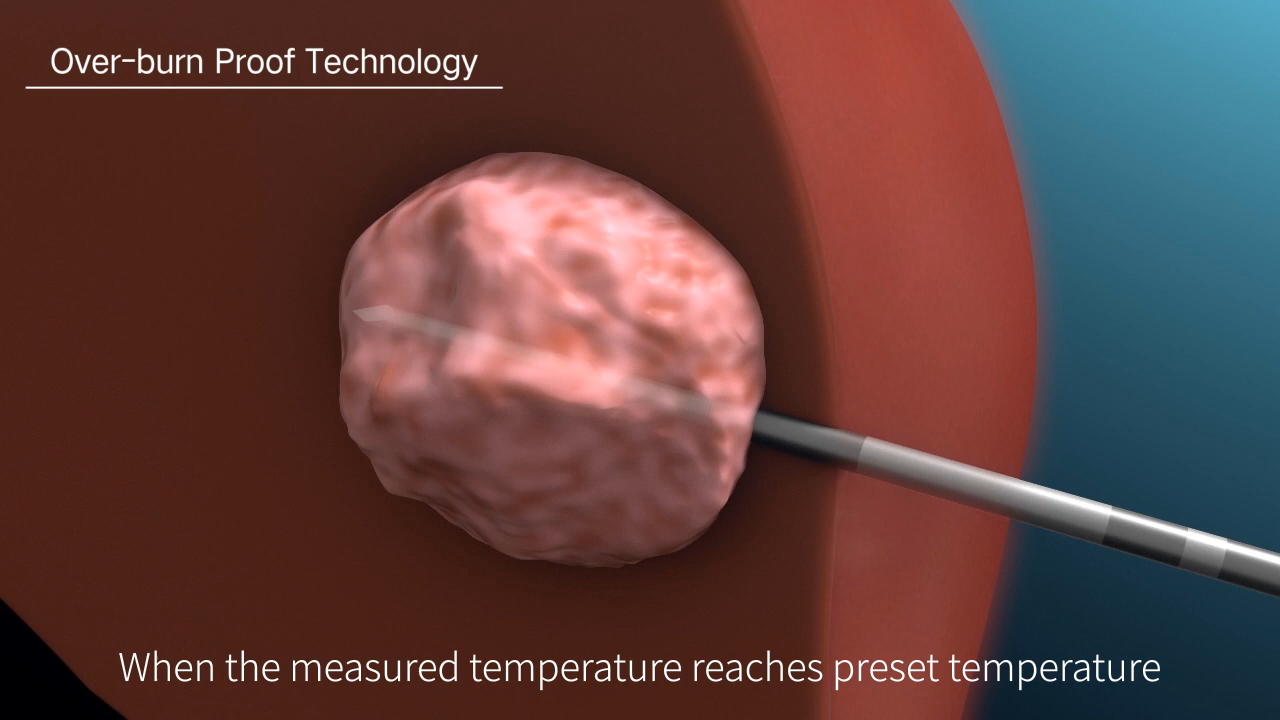 Over-burn Proof Technology
When the measured temperature reaches preset temperature